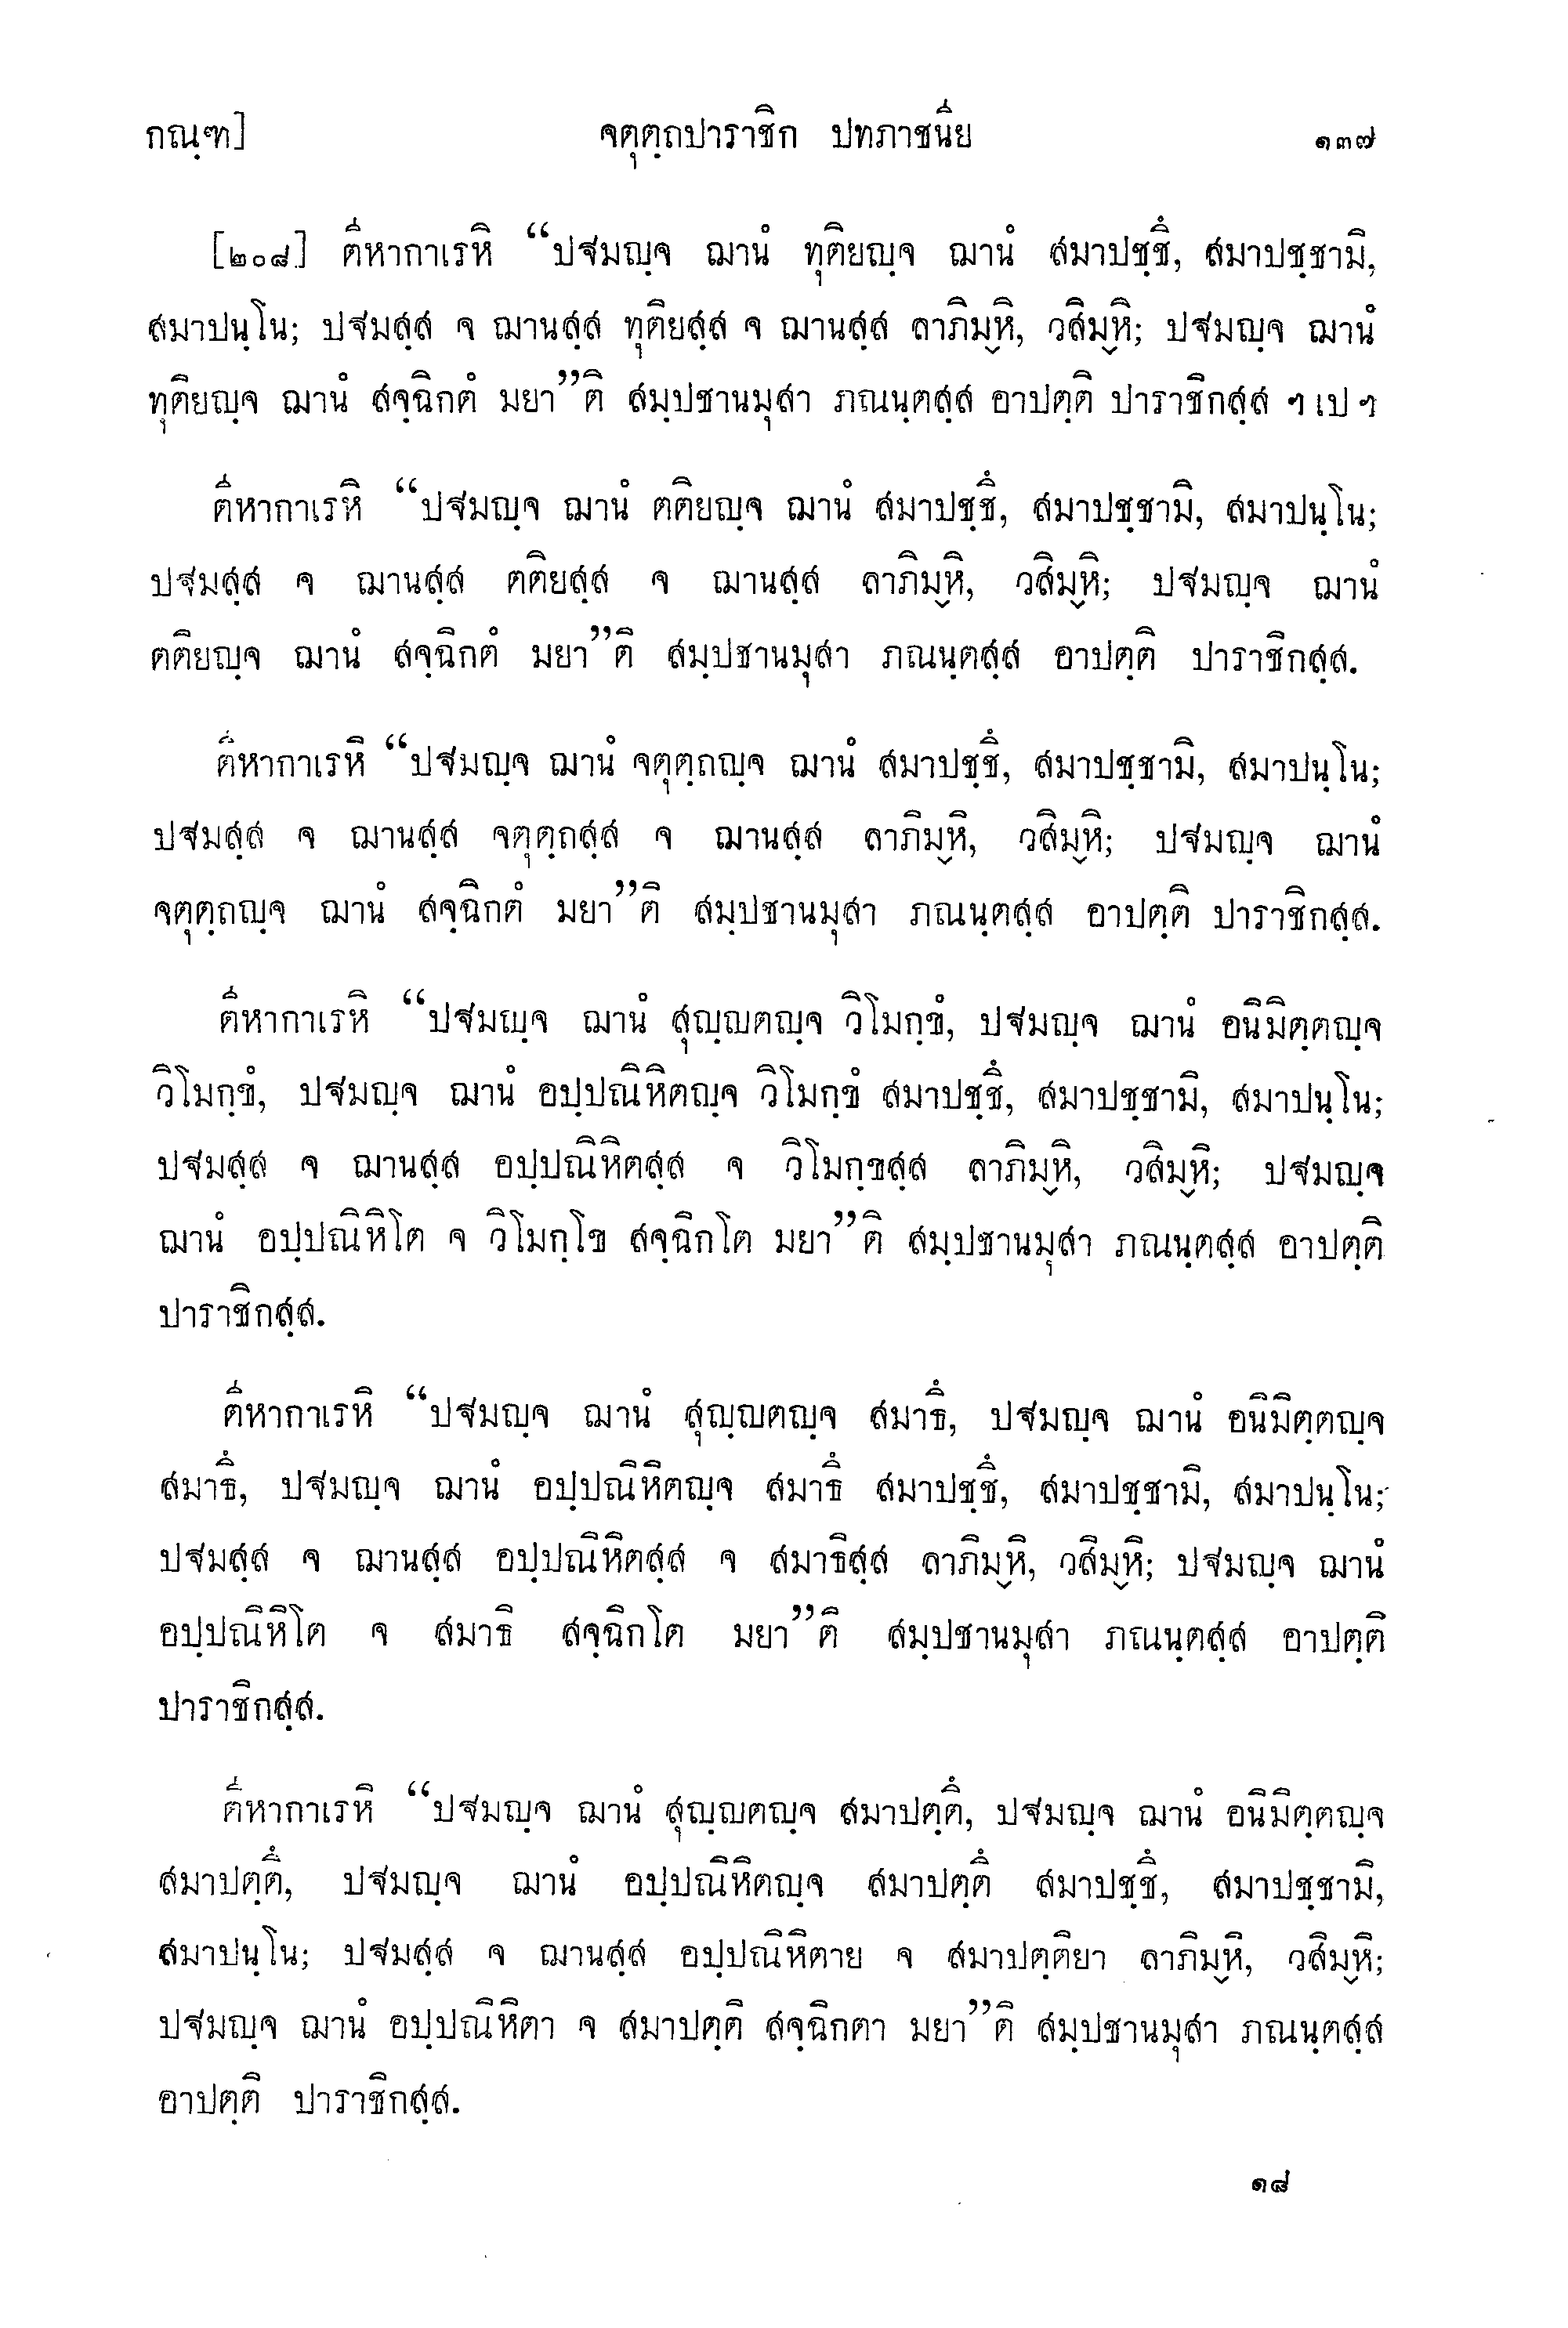 กณฺฑ] จตุตฺถปาราชิก ปทภาชนีย ๑๓๗
[๒๐๘] ตีหากาเรหิ “ปฐมญฺจ ฌานํ ทุติยญฺจ ฌานํ สมาปชฺชึ, สมาปชฺชามิ,
สมาปนฺโน; ปฐมสฺส จ ฌานสฺส ทุติยสฺส จ ฌานสฺส ลาภิมฺหิ, วสิมฺหิ; ปฐมญฺจ ฌานํ
ทุติยญฺจ ฌานํ สจฺฉิกตํ มยา”ติ สมฺปชานมุสา ภณนฺตสฺส อาปตฺติ ปาราชิกสฺส ฯ เป ฯ
ตีหากาเรหิ “ปฐมญฺจ ฌานํ ตติยญฺจ ฌานํ สมาปชฺชึ, สมาปชฺชามิ, สมาปนฺโน;
ปฐมสฺส จ ฌานสฺส ตติยสฺส จ ฌานสฺส ลาภิมฺหิ, วสิมฺหิ; ปฐมญฺจ ฌานํ
ตติยญฺจ ฌานํ สจฺฉิกตํ มยา”ติ สมฺปชานมุสา ภณนฺตสฺส อาปตฺติ ปาราชิกสฺส.
ตีหากาเรหิ “ปฐมญฺจ ฌานํ จตุตฺถญฺจ ฌานํ สมาปชฺชึ, สมาปชฺชามิ, สมาปนฺโน;
ปฐมสฺส จ ฌานสฺส จตุตฺถสฺส จ ฌานสฺส ลาภิมฺหิ, วสิมฺหิ; ปฐมญฺจ ฌานํ
จตุตฺถญฺจ ฌานํ สจฺฉิกตํ มยา”ติ สมฺปชานมุสา ภณนฺตสฺส อาปตฺติ ปาราชิกสฺส.
ตีหากาเรหิ “ปฐมญฺจ ฌานํ สุญฺญตญฺจ วิโมกฺขํ, ปฐมญฺจ ฌานํ อนิมิตฺตญฺจ
วิโมกฺขํ, ปฐมญฺจ ฌานํ อปฺปณิหิตญฺจ วิโมกฺขํ สมาปชฺชึ, สมาปชฺชามิ, สมาปนฺโน;
ปฐมสฺส จ ฌานสฺส อปฺปณิหิตสฺส จ วิโมกฺขสฺส ลาภิมฺหิ, วสิมฺหิ; ปฐมญฺจ
ฌานํ อปฺปณิหิโต จ วิโมกฺโข สจฺฉิกโต มยา”ติ สมฺปชานมุสา ภณนฺตสฺส อาปตฺติ
ปาราชิกสฺส.
ตีหากาเรหิ “ปฐมญฺจ ฌานํ สุญฺญตญฺจ สมาธึ, ปฐมญฺจ ฌานํ อนิมิตฺตญฺจ
สมาธึ, ปฐมญฺจ ฌานํ อปฺปณิหิตญฺจ สมาธึ สมาปชฺชึ, สมาปชฺชามิ, สมาปนฺโน;
ปฐมสฺส จ ฌานสฺส อปฺปณิหิตสฺส จ สมาธิสฺส ลาภิมฺหิ, วสิมฺหิ; ปฐมญฺจ ฌานํ
อปฺปณิหิโต จ สมาธิ สจฺฉิกโต มยา”ติ สมฺปชานมุสา ภณนฺตสฺส อาปตฺติ
ปาราชิกสฺส.
ตีหากาเรหิ “ปฐมญฺจ ฌานํ สุญฺญตญฺจ สมาปตฺตึ, ปฐมญฺจ ฌานํ อนิมิตฺตญฺจ
สมาปตฺตึ, ปฐมญฺจ ฌานํ อปฺปณิหิตญฺจ สมาปตฺตึ สมาปชฺชึ, สมาปชฺชามิ,
สมาปนฺโน; ปฐมสฺส จ ฌานสฺส อปฺปณิหิตาย จ สมาปตฺติยา ลาภิมฺหิ, วสิมฺหิ;
ปฐมญฺจ ฌานํ อปฺปณิหิตา จ สมาปตฺติ สจฺฉิกตา มยา”ติ สมฺปชานมุสา ภณนฺตสฺส
อาปตฺติ ปาราชิกสฺส.
๑๘